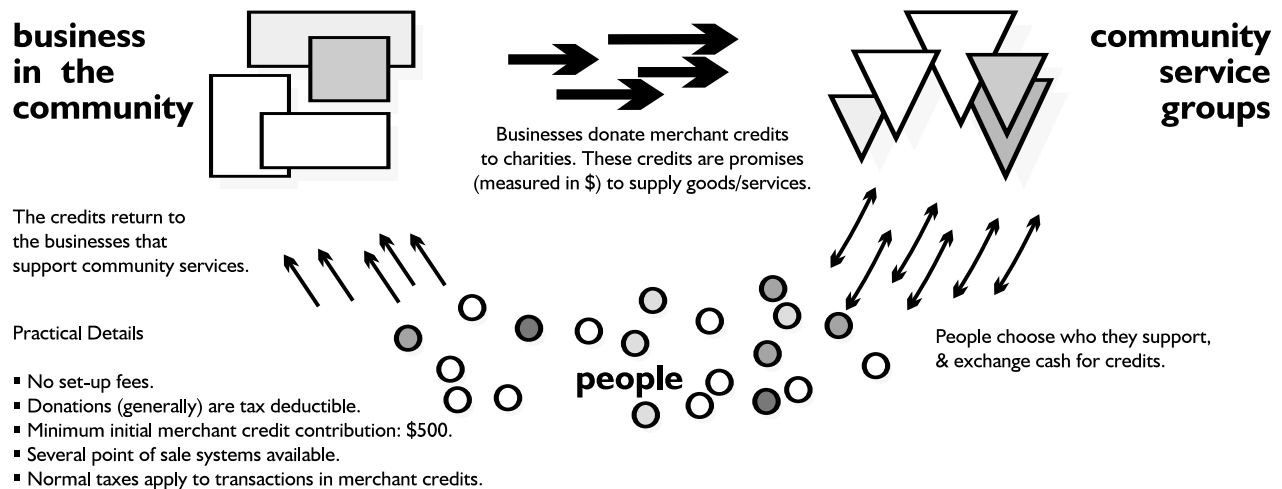 business
in the
community
community
service
groups
Businesses donate merchant credits
to charities. These credits are promises
(measured in $) to supply goods/services.
The credits return to
the businesses that
support community services.
people
People choose who they support,
& exchange cash for credits.
Practical Details
▪ No set-up fees.
▪ Donations (generally) are tax deductible.
▪ Minimum initial merchant credit contribution: $500.
▪ Several point of sale systems available.
▪ Normal taxes apply to transactions in merchant credits.